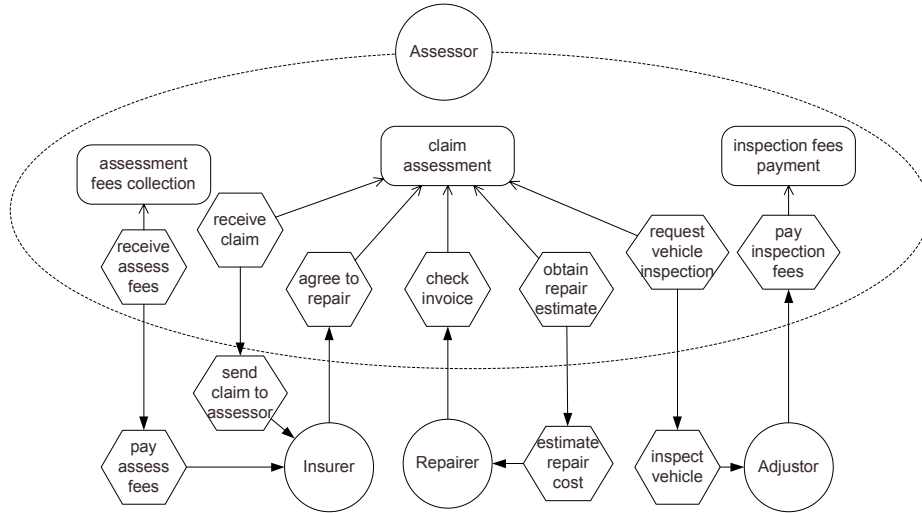 Assessor
assessment
fees collection
claim
assessment
inspection fees
payment
receive
claim
receive
assess
fees
agree to
repair
check
invoice
obtain
repair
estimate
request
vehicle
inspection
pay
inspection
fees
send
claim to
assessor
pay
assess
fees
Insurer
Repairer
estimate
repair
cost
inspect
vehicle
Adjustor